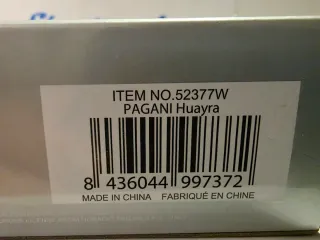 ITEM NO.52377W
PAGANI Huayra
8 436044 997372
MADE IN CHINA FABRIQUÉ EN CHINE